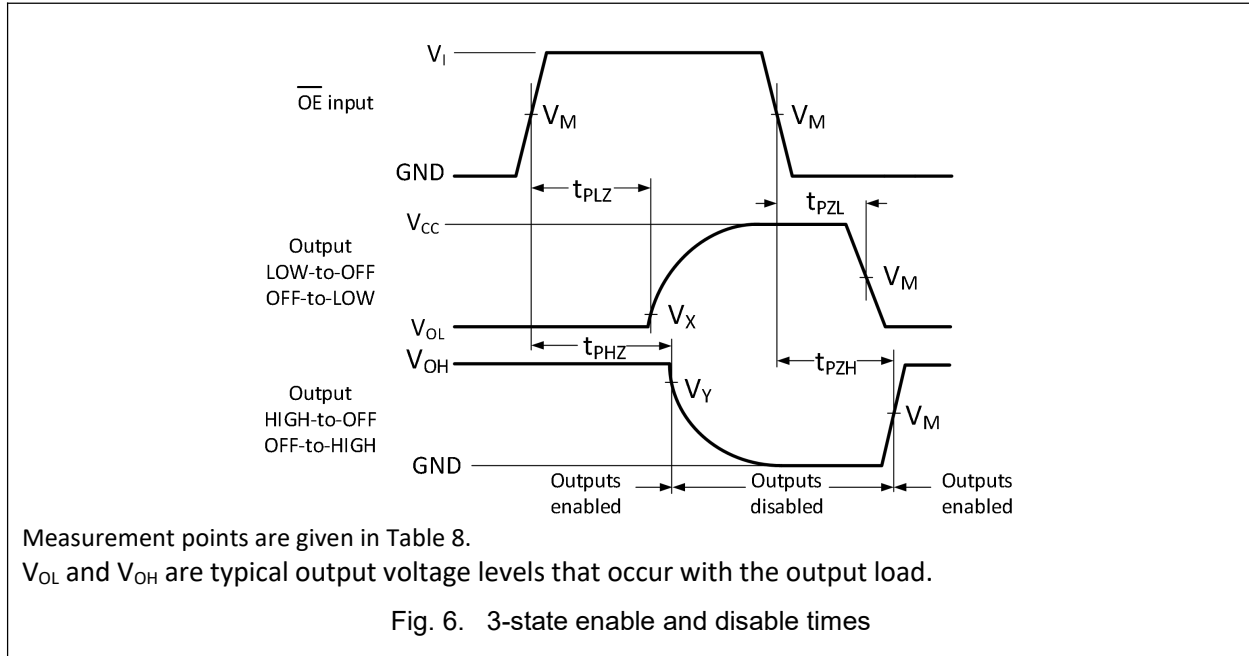 V_I
OE input
V_M
V_M
GND
t_PLZ
t_PZL
V_CC
Output
LOW-to-OFF
OFF-to-LOW
V_M
V_X
V_OL
t_PHZ
V_OH
t_PZH
Output
HIGH-to-OFF
OFF-to-HIGH
V_Y
V_M
GND
Outputs enabled
Outputs disabled
Outputs enabled
Measurement points are given in Table 8.
V_OL and V_OH are typical output voltage levels that occur with the output load.
Fig. 6. 3-state enable and disable times